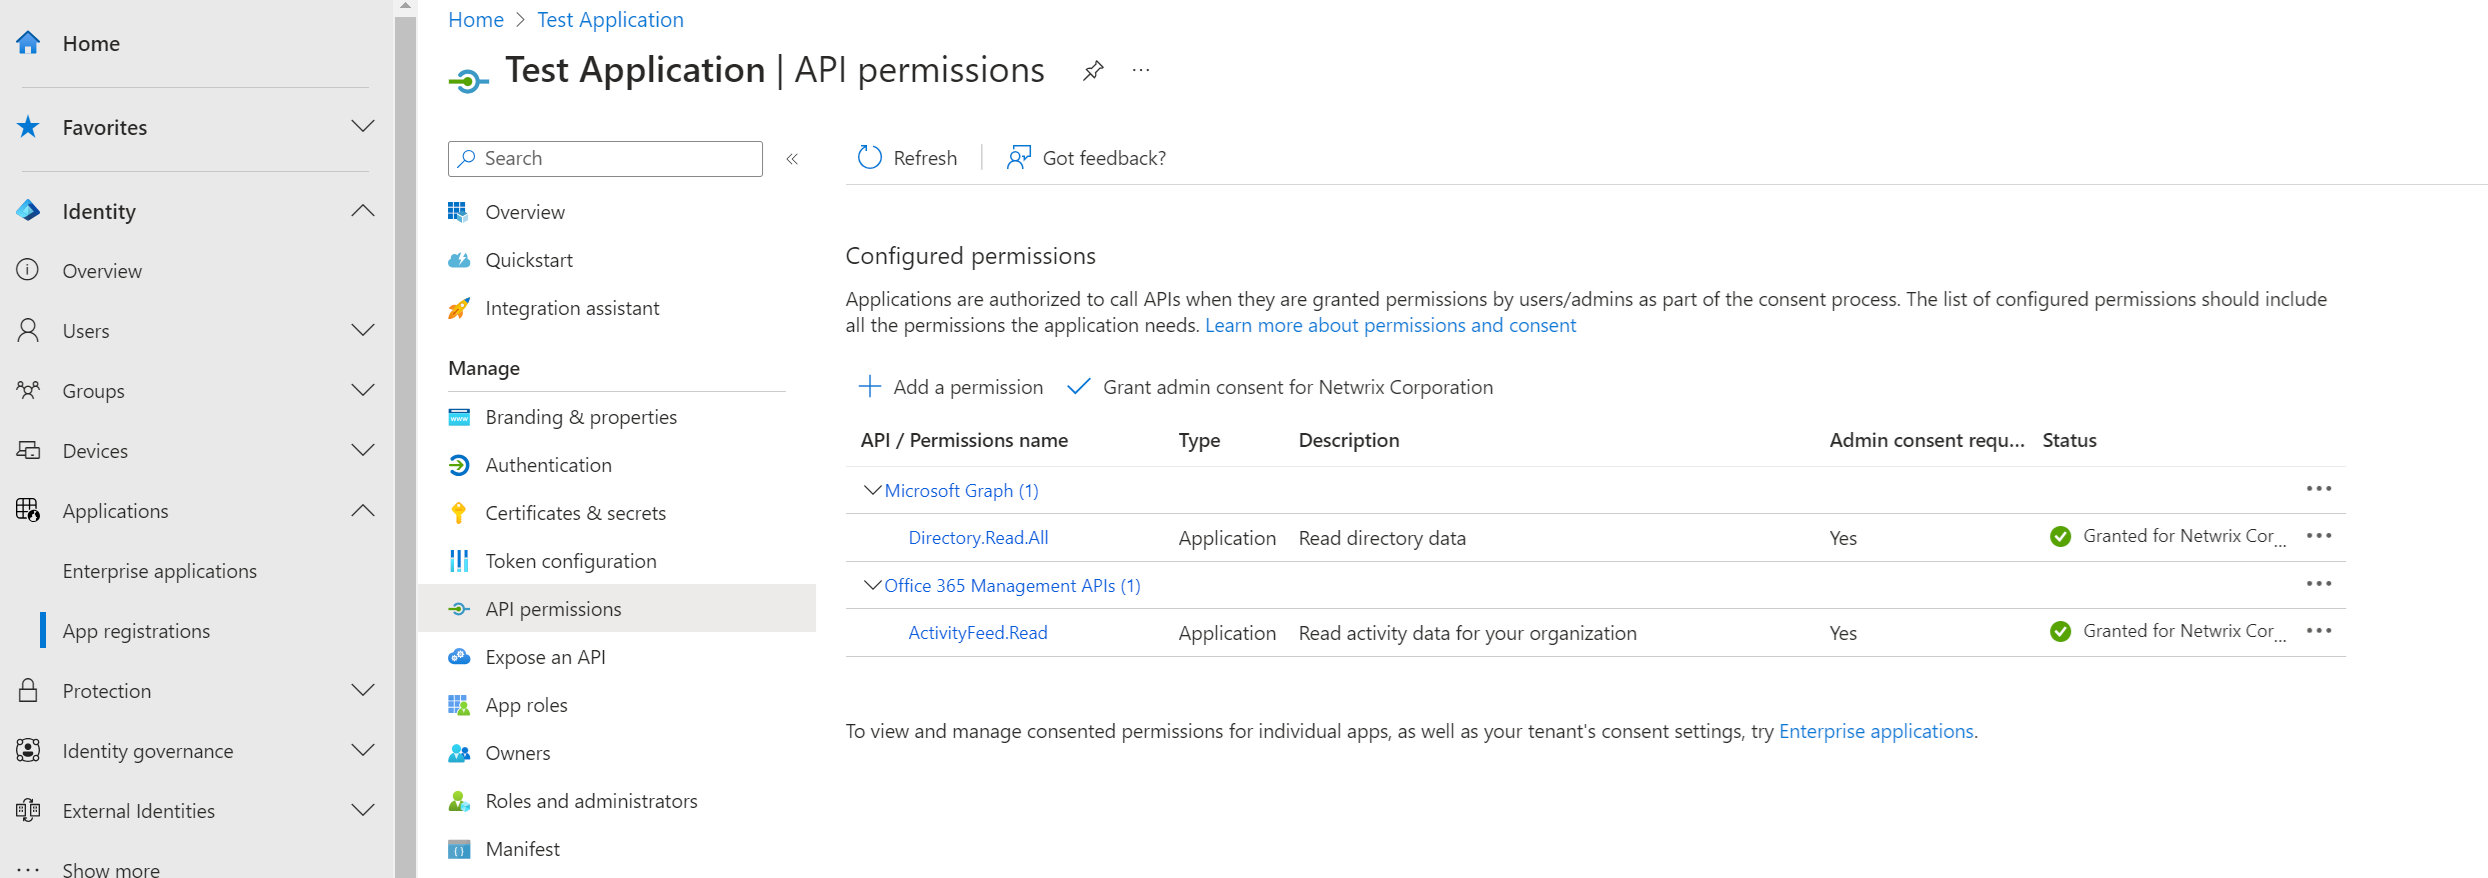 Home
Favorites
Identity
Overview
Users
Groups
Devices
Applications
Enterprise applications
App registrations
Protection
Identity governance
External Identities
Show more
Home > Test Application
Test Application | API permissions
Search
Overview
Quickstart
Integration assistant
Manage
Branding & properties
Authentication
Certificates & secrets
Token configuration
API permissions
Expose an API
App roles
Owners
Roles and administrators
Manifest
Refresh | Got feedback?
Configured permissions
Applications are authorized to call APIs when they are granted permissions by users/admins as part of the consent process. The list of configured permissions should include
all the permissions the application needs. Learn more about permissions and consent
Add a permission Grant admin consent for Netwrix Corporation
API / Permissions name Type Description Admin consent requ... Status
Microsoft Graph (1)
Directory.Read.All Application Read directory data Yes Granted for Netwrix Cor...
Office 365 Management APIs (1)
ActivityFeed.Read Application Read activity data for your organization Yes Granted for Netwrix Cor...
To view and manage consented permissions for individual apps, as well as your tenant's consent settings, try Enterprise applications.